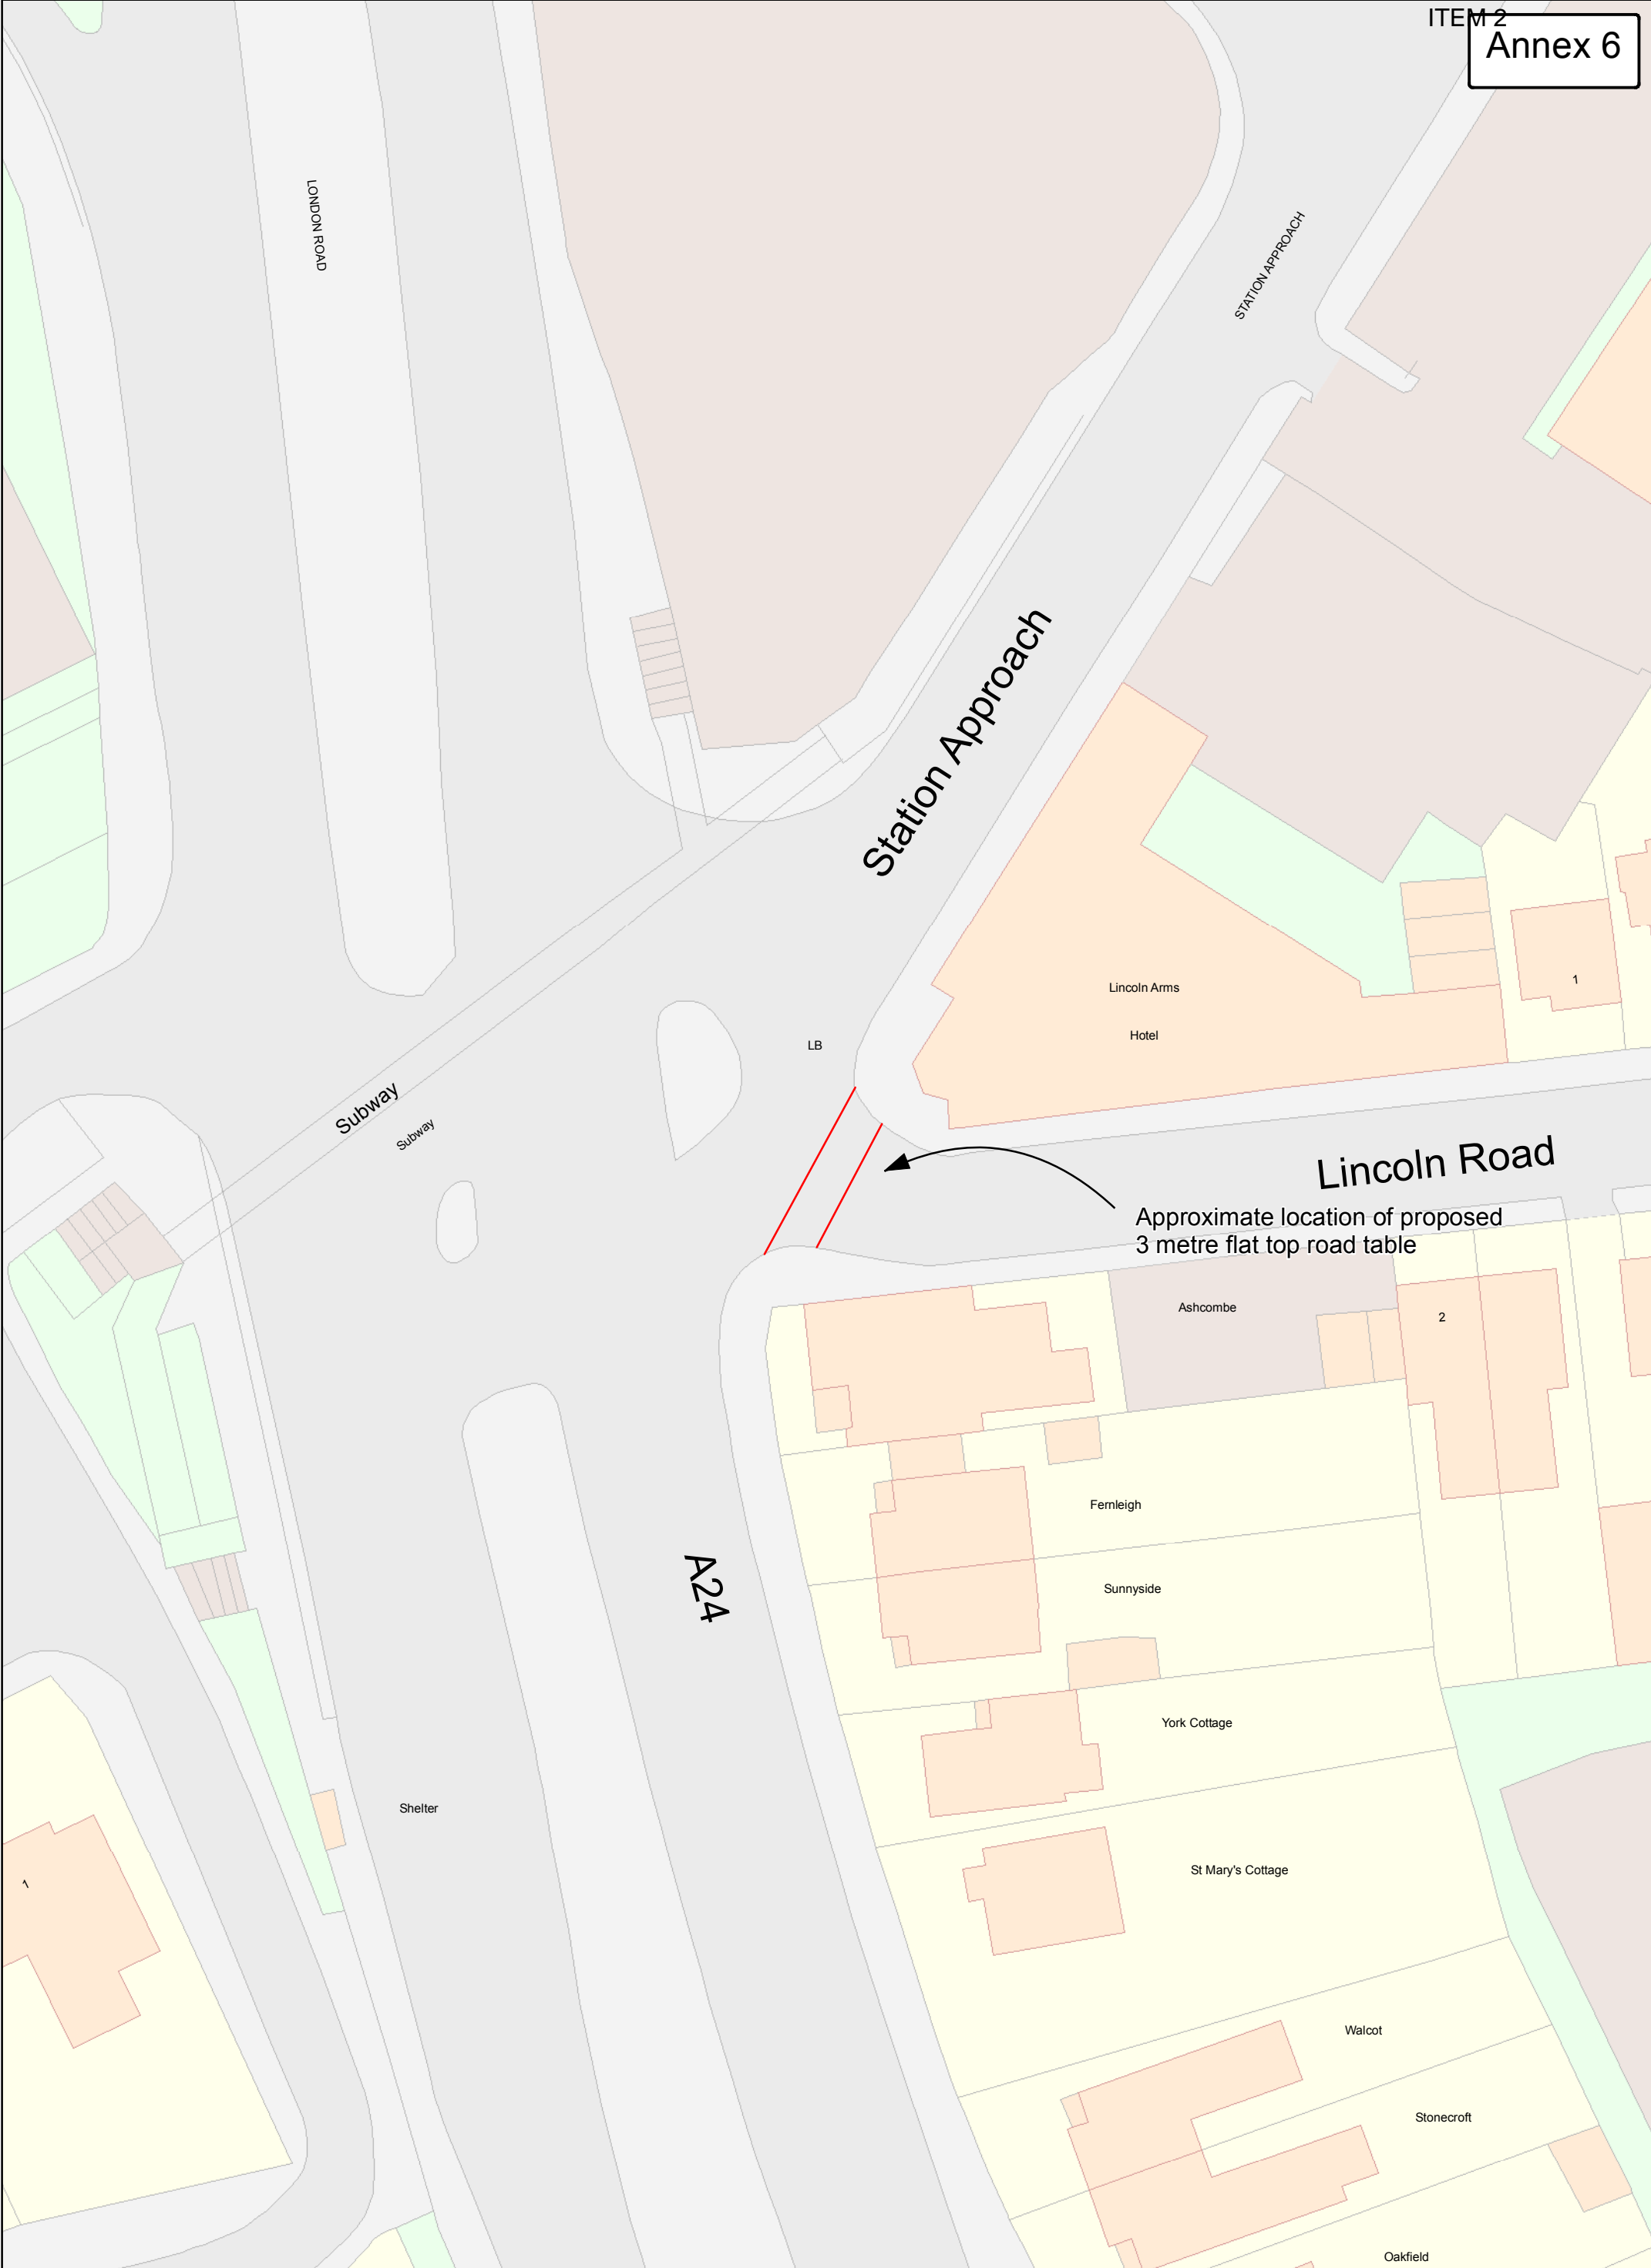 ITEM 2
Annex 6
LONDON ROAD
STATION APPROACH
Station Approach
Lincoln Arms
Hotel
1
LB
Subway
Subway
Lincoln Road
Approximate location of proposed
3 metre flat top road table
Ashcombe
2
Fernleigh
A24
Sunnyside
York Cottage
Shelter
St Mary's Cottage
1
Walcot
Stonecroft
Oakfield